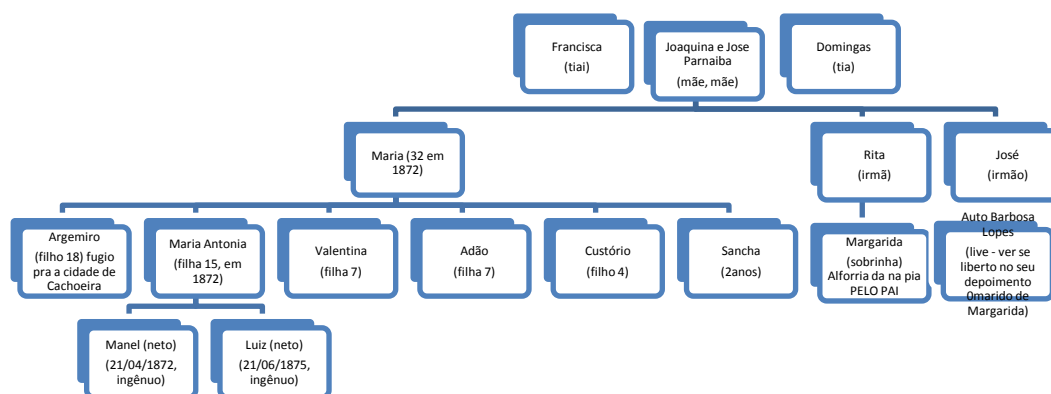 Francisca
(tiai)
Joaquina e Jose
Parnaiba
(mãe, mãe)
Domingas
(tia)
Maria (32 em
1872)
Rita
(irmã)
José
(irmão)
Argemiro
(filho 18) fugio
pra a cidade de
Cachoeira
Maria Antonia
(filha 15, em
1872)
Valentina
(filha 7)
Adão
(filha 7)
Custório
(filho 4)
Sancha
(2anos)
Margarida
(sobrinha)
Alforria da na pia
PELO PAI
Auto Barbosa
Lopes
(live - ver se
liberto no seu
depoimento
0marido de
Margarida)
Manel (neto)
(21/04/1872,
ingênuo)
Luiz (neto)
(21/06/1875,
ingênuo)